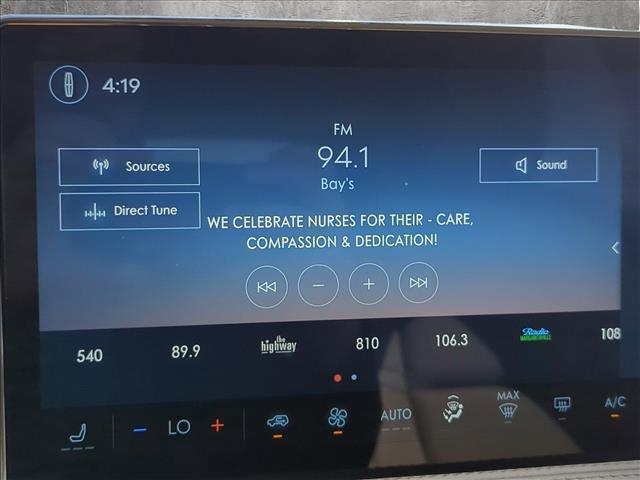 4:19
FM
94.1
Bay's
Sources
Sound
Direct Tune
WE CELEBRATE NURSES FOR THEIR - CARE,
COMPASSION & DEDICATION!
540
89.9
the highway
810
106.3
Radio
MARGARITAVILLE
108
LO
AUTO
MAX
A/C